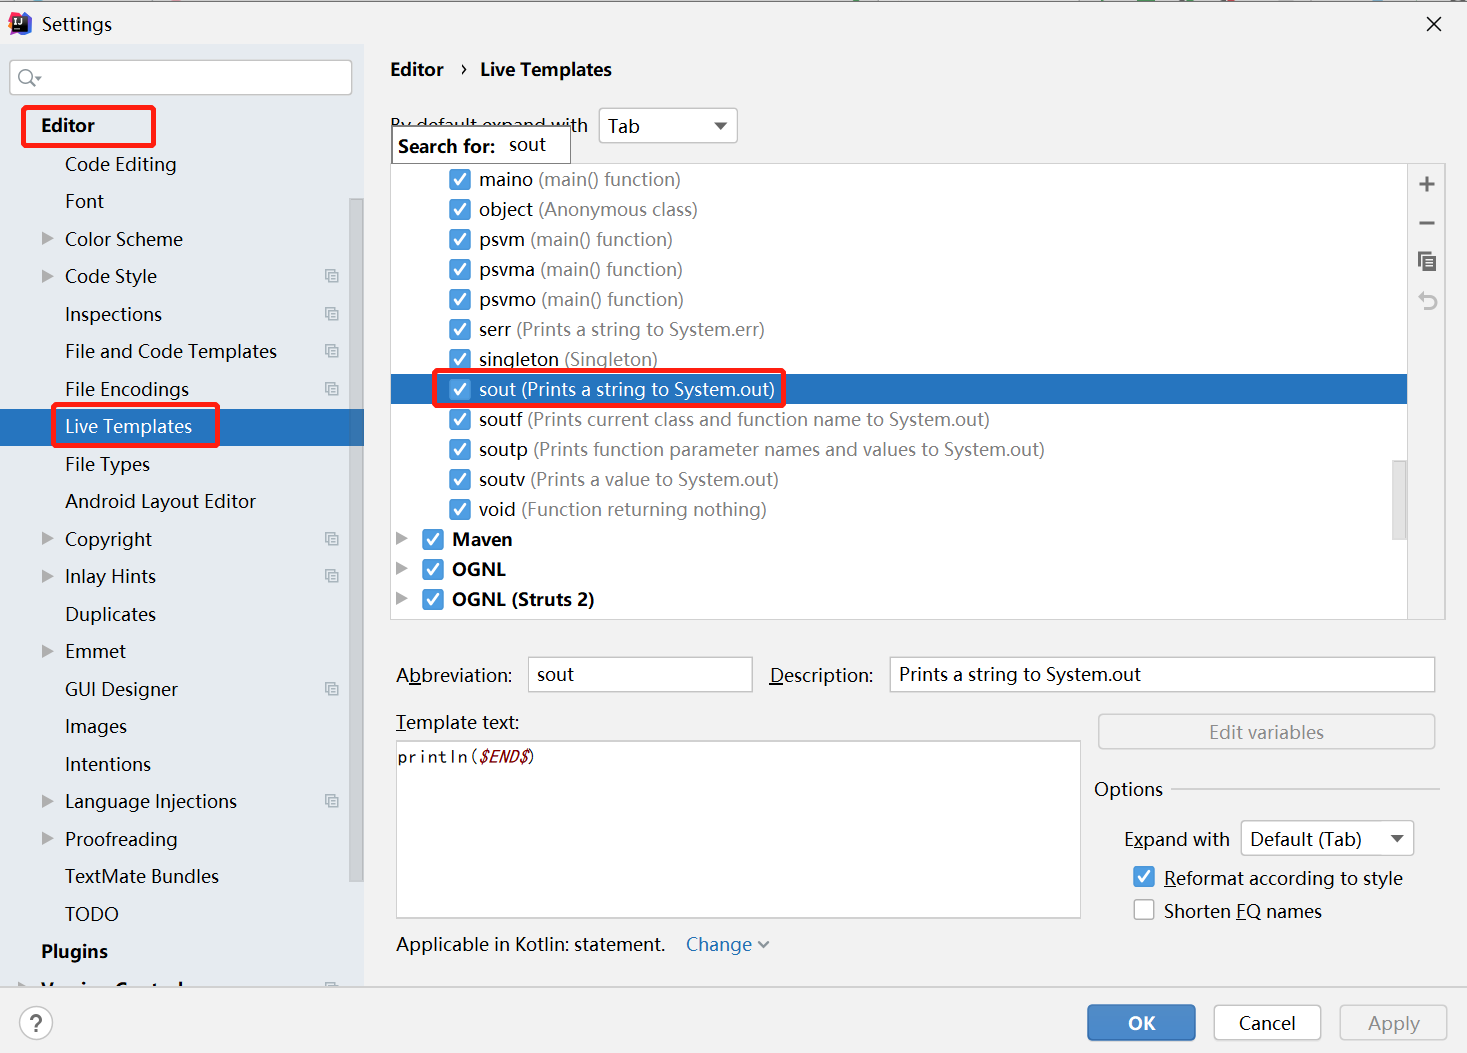 Settings
Editor
Code Editing
Font
Color Scheme
Code Style
Inspections
File and Code Templates
File Encodings
Live Templates
File Types
Android Layout Editor
Copyright
Inlay Hints
Duplicates
Emmet
GUI Designer
Images
Intentions
Language Injections
Proofreading
TextMate Bundles
TODO
Plugins
Version Control
Editor › Live Templates
By default expand with Tab
Search for: sout
maino (main() function)
object (Anonymous class)
psvm (main() function)
psvma (main() function)
psvmo (main() function)
serr (Prints a string to System.err)
singleton (Singleton)
sout (Prints a string to System.out)
soutf (Prints current class and function name to System.out)
soutp (Prints function parameter names and values to System.out)
soutv (Prints a value to System.out)
void (Function returning nothing)
Maven
OGNL
OGNL (Struts 2)
Abbreviation: sout Description: Prints a string to System.out
Template text:
println($END$)
Edit variables
Options
Expand with Default (Tab)
Reformat according to style
Shorten FQ names
Applicable in Kotlin: statement. Change
? OK Cancel Apply